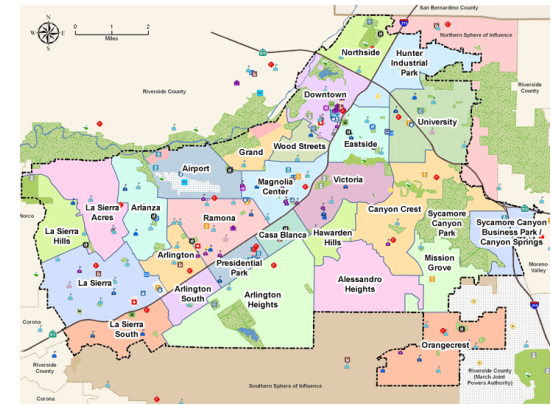 San Bernardino County
N
W
E
S
0
1
2
Miles
Northside
Northern Sphere of Influence
Hunter
Industrial
Park
Riverside
County
Riverside County
Downtown
University
Wood Streets
Eastside
Grand
Airport
Magnolia
Center
Victoria
La Sierra
Acres
Arlanza
Ramona
Canyon Crest
Norco
La Sierra
Hills
Casa Blanca
Hawarden
Hills
Sycamore
Canyon
Park
Sycamore Canyon
Business Park /
Canyon Springs
Arlington
Presidential
Park
Mission
Grove
Moreno
Valley
La Sierra
Arlington
South
Arlington
Heights
Alessandro
Heights
Corona
La Sierra
South
Orangecrest
Riverside
County
Riverside County
(March Joint
Powers Authority)
Southern Sphere of Influence
Corona